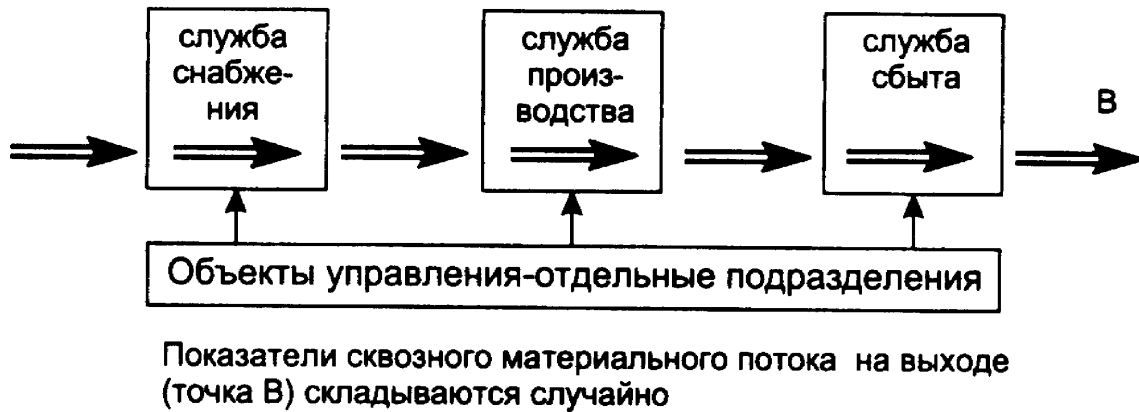 служба
снабже-
ния
служба
произ-
водства
служба
сбыта
В
Объекты управления-отдельные подразделения
Показатели сквозного материального потока на выходе
(точка В) складываются случайно